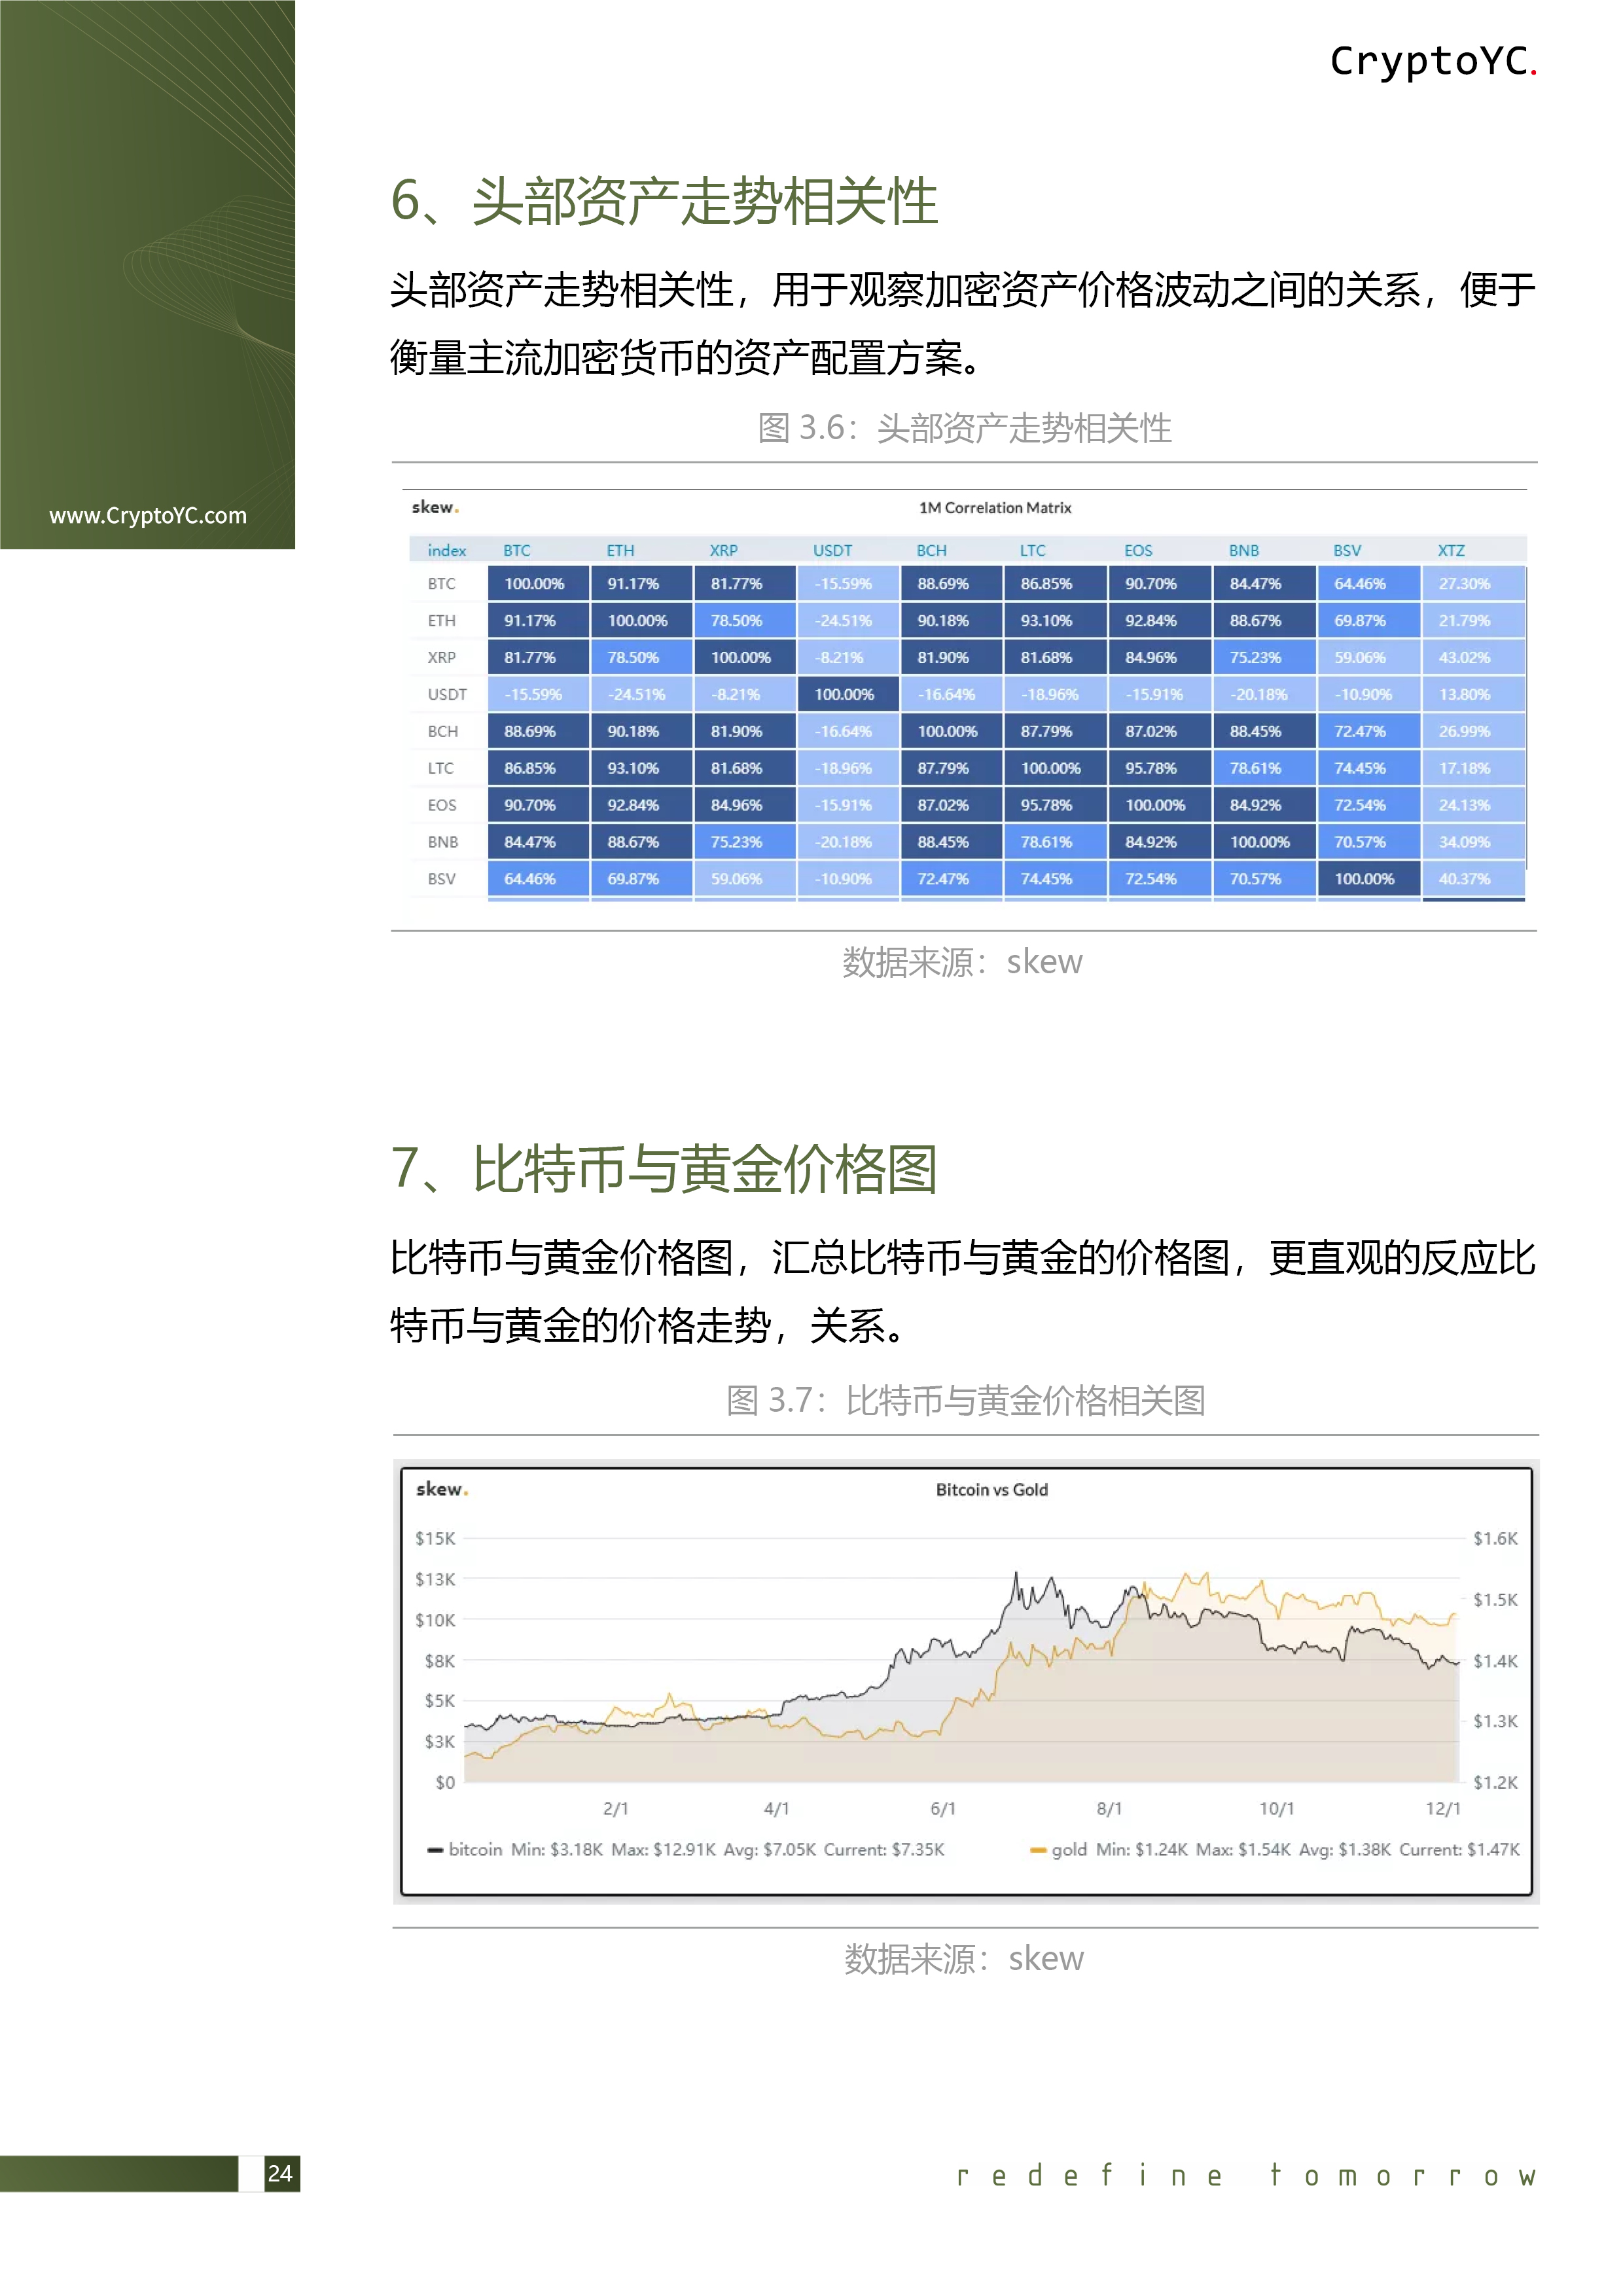 CryptoYC.
www.CryptoYC.com
6、头部资产走势相关性
头部资产走势相关性，用于观察加密资产价格波动之间的关系，便于
衡量主流加密货币的资产配置方案。
图 3.6：头部资产走势相关性
skew. 1M Correlation Matrix
index BTC ETH XRP USDT BCH LTC EOS BNB BSV XTZ
BTC 100.00% 91.17% 81.77% -15.59% 88.69% 86.85% 90.70% 84.47% 64.46% 27.30%
ETH 91.17% 100.00% 78.50% -24.51% 90.18% 93.10% 92.84% 88.67% 69.87% 21.79%
XRP 81.77% 78.50% 100.00% -8.21% 81.90% 81.68% 84.96% 75.23% 59.06% 43.02%
USDT -15.59% -24.51% -8.21% 100.00% -16.64% -18.96% -15.91% -20.18% -10.90% 13.80%
BCH 88.69% 90.18% 81.90% -16.64% 100.00% 87.79% 87.02% 88.45% 72.47% 26.99%
LTC 86.85% 93.10% 81.68% -18.96% 87.79% 100.00% 95.78% 78.61% 74.45% 17.18%
EOS 90.70% 92.84% 84.96% -15.91% 87.02% 95.78% 100.00% 84.92% 72.54% 24.13%
BNB 84.47% 88.67% 75.23% -20.18% 88.45% 78.61% 84.92% 100.00% 70.57% 34.09%
BSV 64.46% 69.87% 59.06% -10.90% 72.47% 74.45% 72.54% 70.57% 100.00% 40.37%
数据来源：skew
7、比特币与黄金价格图
比特币与黄金价格图，汇总比特币与黄金的价格图，更直观的反应比
特币与黄金的价格走势，关系。
图 3.7：比特币与黄金价格相关图
skew. Bitcoin vs Gold
$15K $1.6K
$13K
$1.5K
$10K
$8K $1.4K
$5K
$1.3K
$3K
$0 $1.2K
2/1 4/1 6/1 8/1 10/1 12/1
bitcoin Min: $3.18K Max: $12.91K Avg: $7.05K Current: $7.35K gold Min: $1.24K Max: $1.54K Avg: $1.38K Current: $1.47K
数据来源：skew
24
redefine tomorrow